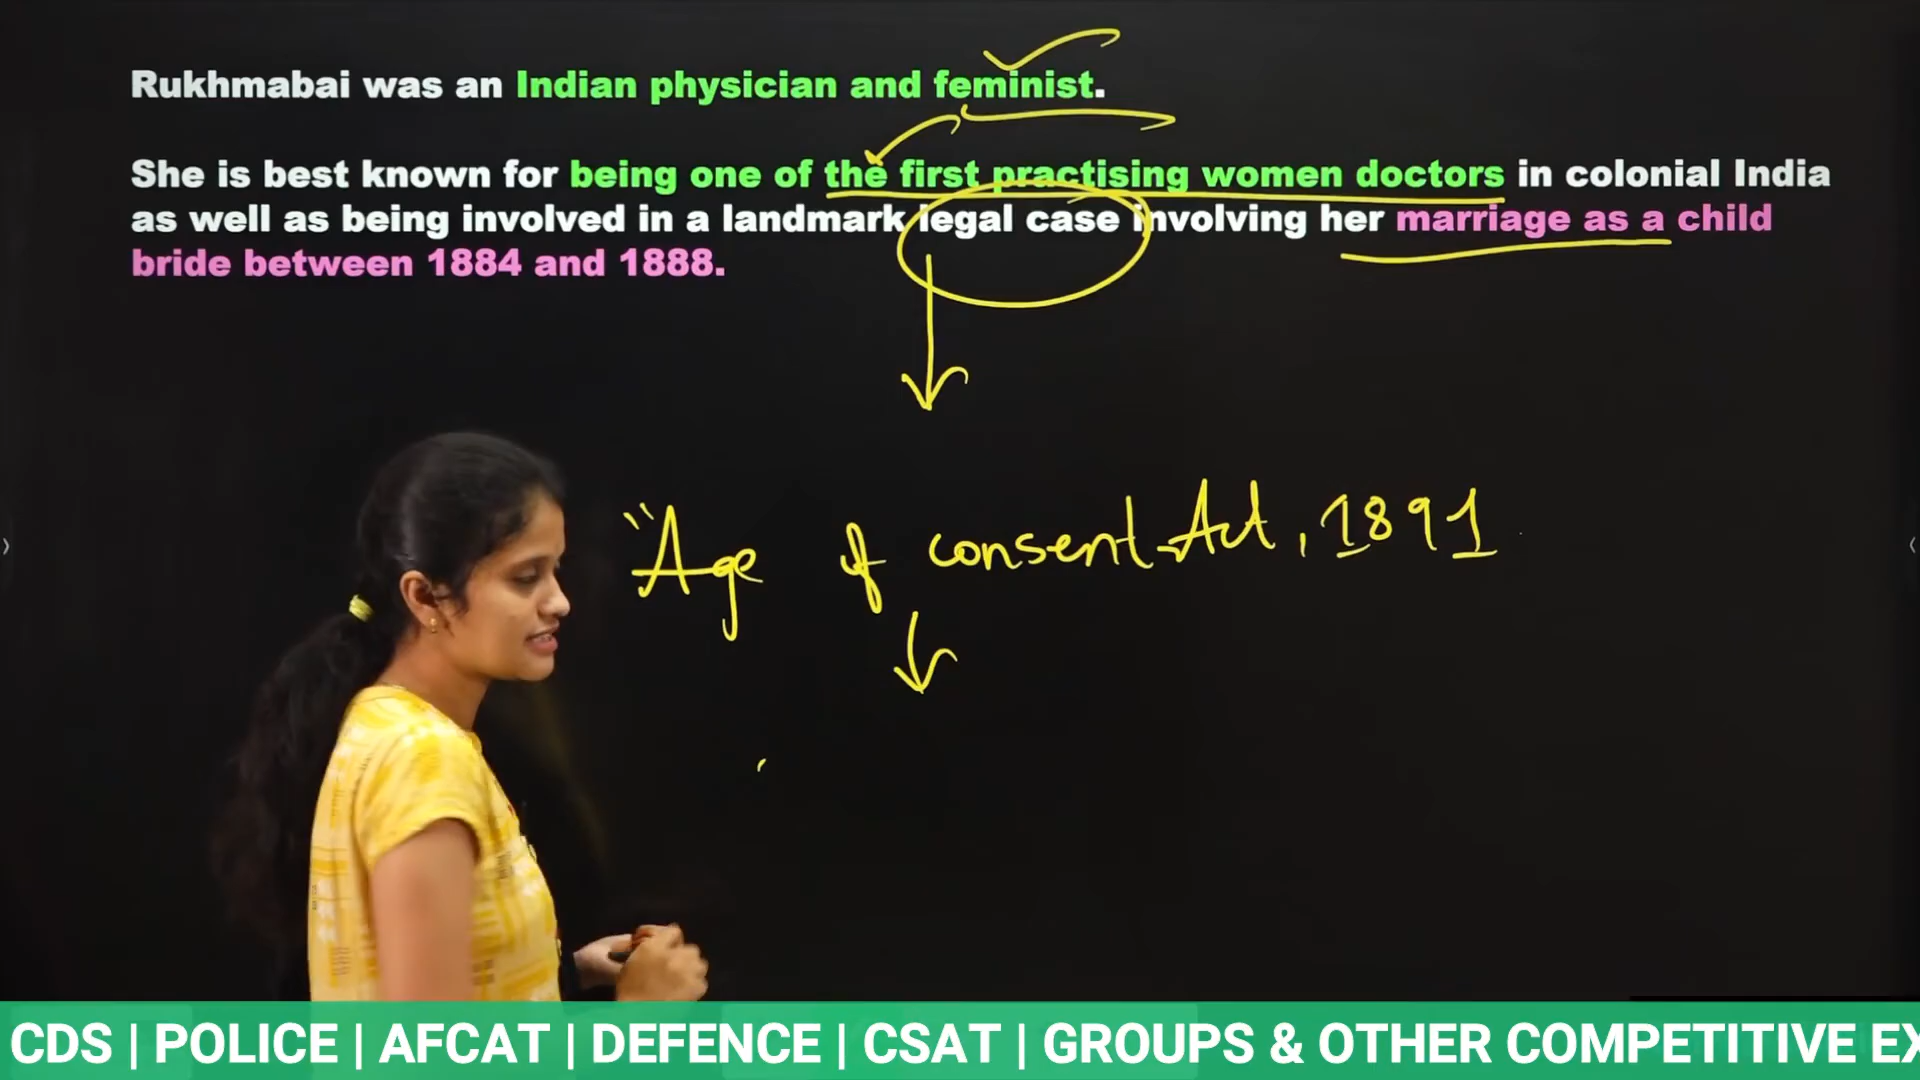 Rukhmabai was an Indian physician and feminist.
She is best known for being one of the first practising women doctors in colonial India
as well as being involved in a landmark legal case involving her marriage as a child
bride between 1884 and 1888.
"Age of consent Act, 1891
CDS | POLICE | AFCAT | DEFENCE | CSAT | GROUPS & OTHER COMPETITIVE EX